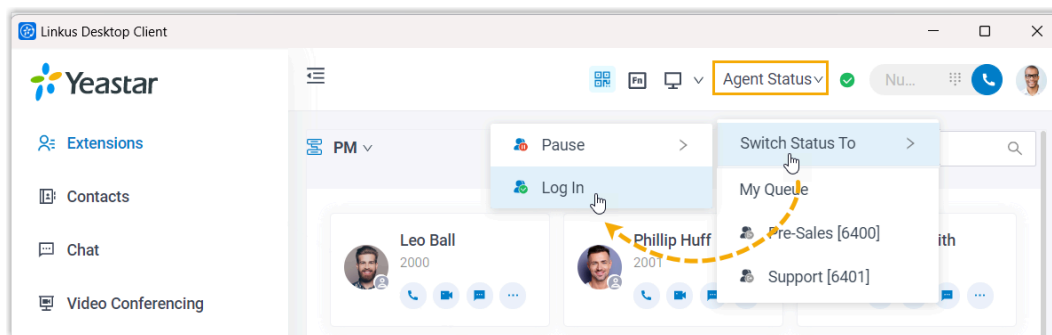 Linkus Desktop Client
Yeastar
Fn
Agent Status
Nu...
Extensions
PM
Pause
Switch Status To
Log In
My Queue
Contacts
Chat
Leo Ball
2000
Phillip Huff
2001
Pre-Sales [6400]
ith
Support [6401]
Video Conferencing